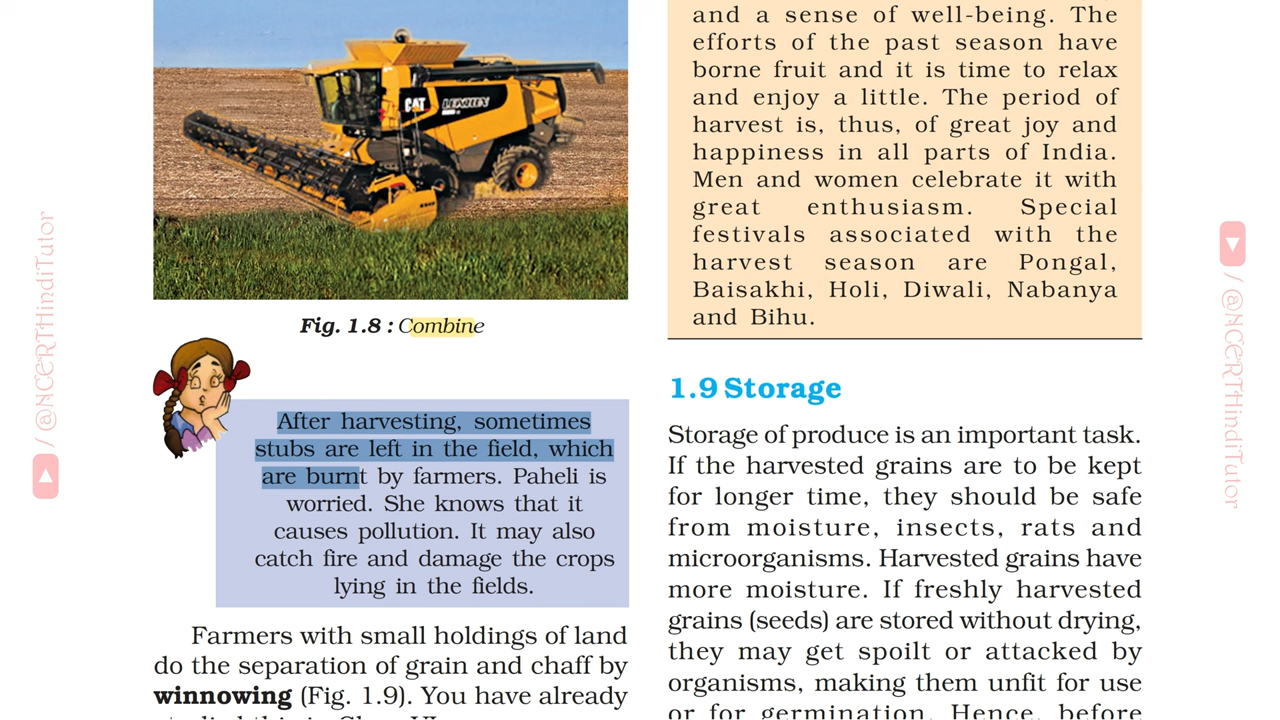 CAT LEXION
Fig. 1.8 : Combine
After harvesting, sometimes
stubs are left in the field, which
are burnt by farmers. Paheli is
worried. She knows that it
causes pollution. It may also
catch fire and damage the crops
lying in the fields.
Farmers with small holdings of land
do the separation of grain and chaff by
winnowing (Fig. 1.9). You have already
and a sense of well-being. The
efforts of the past season have
borne fruit and it is time to relax
and enjoy a little. The period of
harvest is, thus, of great joy and
happiness in all parts of India.
Men and women celebrate it with
great enthusiasm. Special
festivals associated with the
harvest season are Pongal,
Baisakhi, Holi, Diwali, Nabanya
and Bihu.
1.9 Storage
Storage of produce is an important task.
If the harvested grains are to be kept
for longer time, they should be safe
from moisture, insects, rats and
microorganisms. Harvested grains have
more moisture. If freshly harvested
grains (seeds) are stored without drying,
they may get spoilt or attacked by
organisms, making them unfit for use
or for germination. Hence, before
/ @NCERTHindiTutor
/ @NCERTHindiTutor